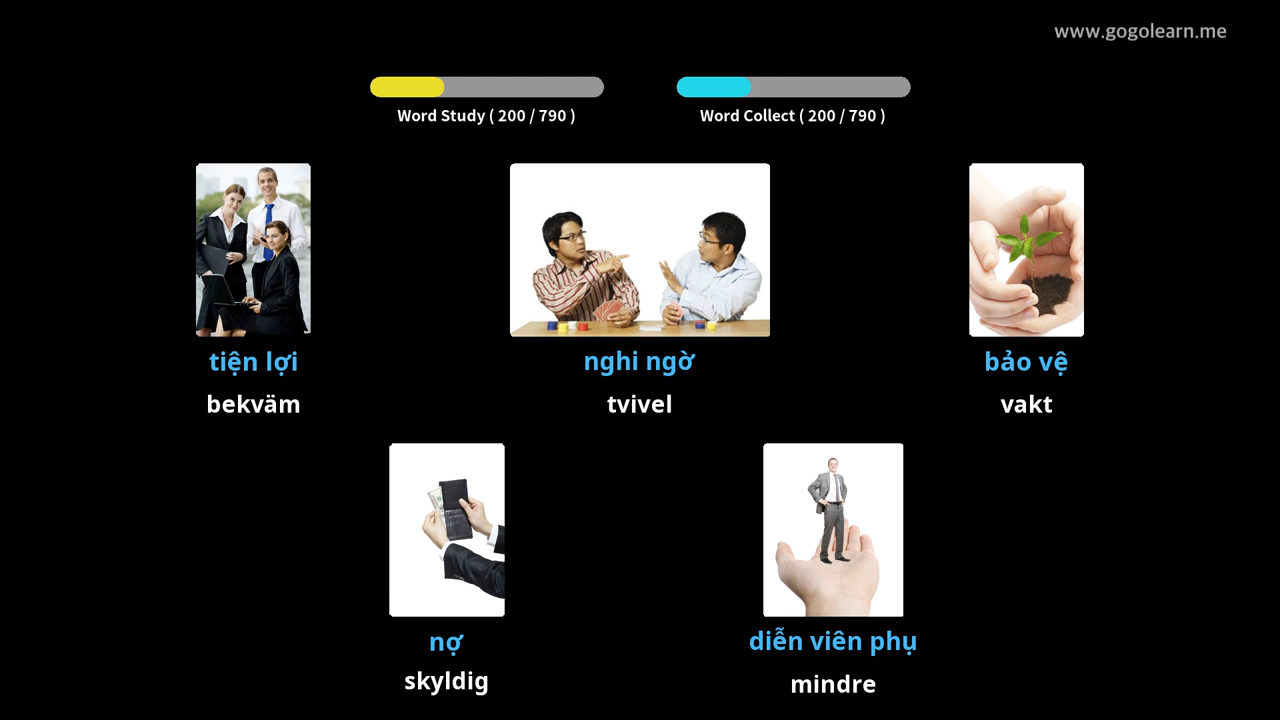 www.gogolearn.me
Word Study ( 200 / 790 )
Word Collect ( 200 / 790 )
tiện lợi
bekväm
nghi ngờ
tvivel
bảo vệ
vakt
nợ
skyldig
diễn viên phụ
mindre